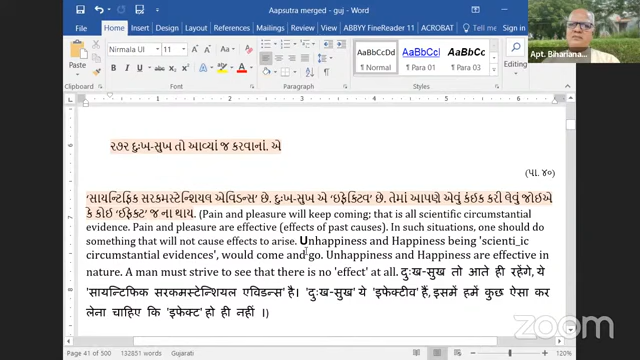 Aapsutra merged - guj - Word
File Home Insert Design Layout References Mailings Review View ABBYY FineReader 11 ACROBAT Tell me Share
Nirmala UI 11
AaBbCcDd AaBbCcI AaBbCc
¶ Normal ¶ Para 01 ¶ Para 03
Paste
Clipboard Font Paragraph Styles
Editing
Apt. Bihariana...
૨૭૨ દુઃખ-સુખ તો આવ્યાં જ કરવાનાં. એ
(પા. ૪૦)
'સાયન્ટિફિક સરકમસ્ટેન્શિયલ એવિડન્સ' છે. દુઃખ-સુખ એ 'ઇફેક્ટિવ' છે. તેમાં આપણે એવું કંઇક કરી લેવું જોઇએ
કે કોઇ 'ઇફેક્ટ' જ ના થાય. (Pain and pleasure will keep coming; that is all scientific circumstantial
evidence. Pain and pleasure are effective (effects of past causes). In such situations, one should do
something that will not cause effects to arise. Unhappiness and Happiness being 'scienti_ic
circumstantial evidences', would come and go. Unhappiness and Happiness are effective in
nature. A man must strive to see that there is no 'effect' at all. दुःख-सुख तो आते ही रहेंगे, ये
'सायन्टिफिक सरकमस्टेन्शियल एविडन्स' है। 'दुःख-सुख' ये 'इफेक्टीव' हैं, इसमें हमें कुछ ऐसा कर
लेना चाहिए कि 'इफेक्ट' हो ही नहीं ।)
Page 41 of 500 132851 words Gujarati 120%
zoom